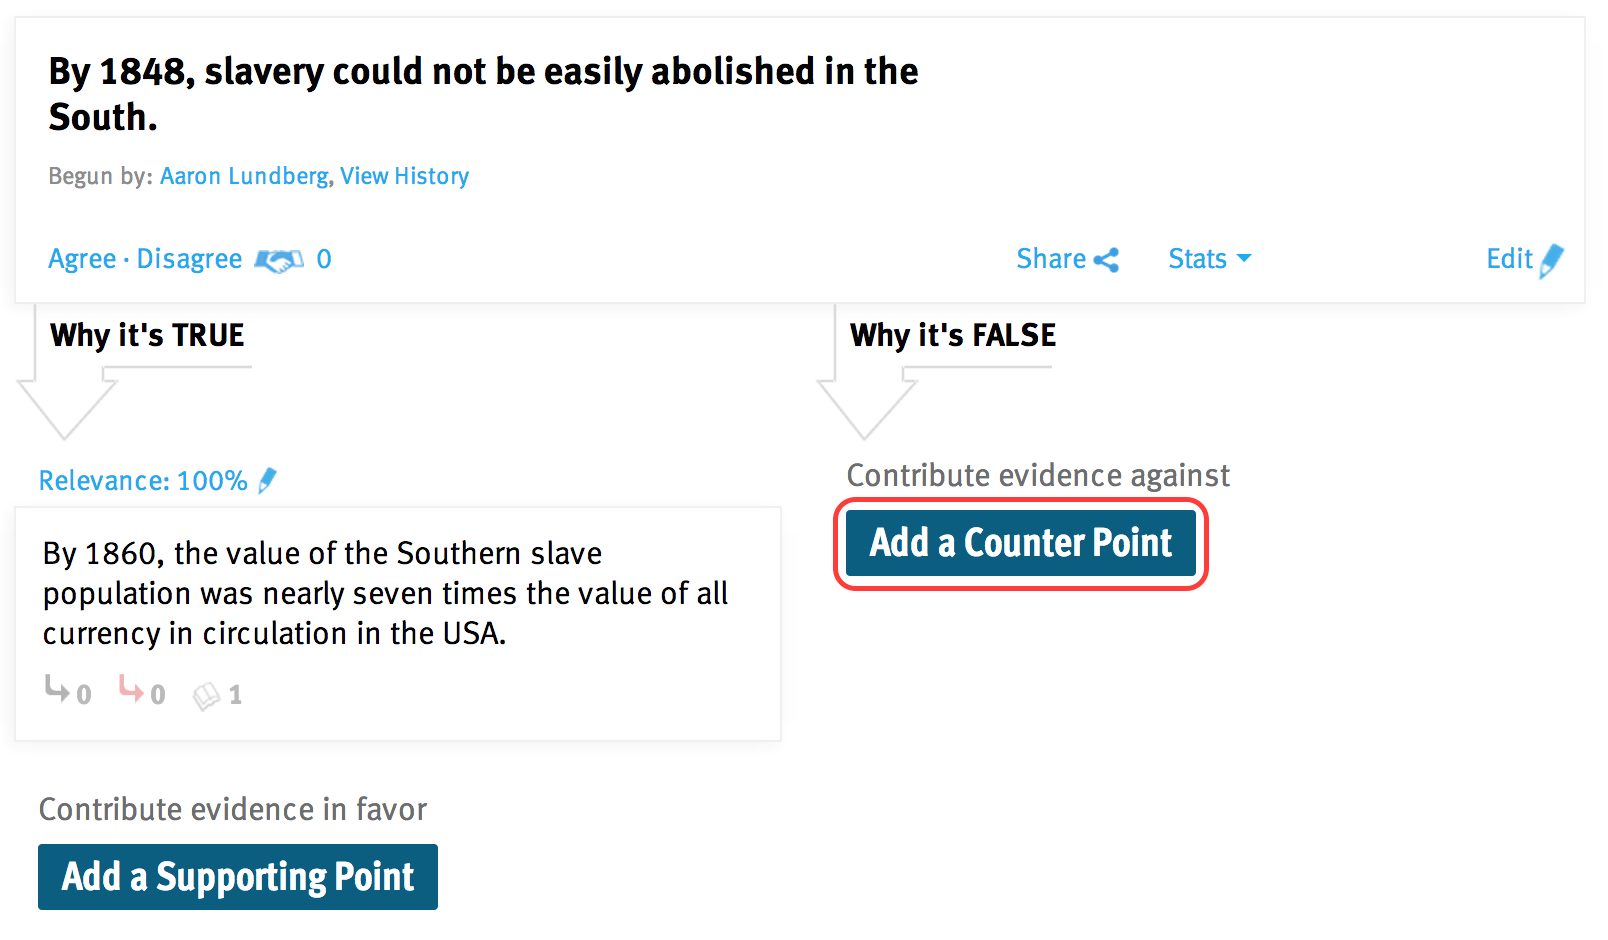 By 1848, slavery could not be easily abolished in the
South.
Begun by: Aaron Lundberg, View History
Agree · Disagree 0
Share Stats Edit
Why it's TRUE
Why it's FALSE
Relevance: 100%
By 1860, the value of the Southern slave
population was nearly seven times the value of all
currency in circulation in the USA.
0 0 1
Contribute evidence in favor
Add a Supporting Point
Contribute evidence against
Add a Counter Point